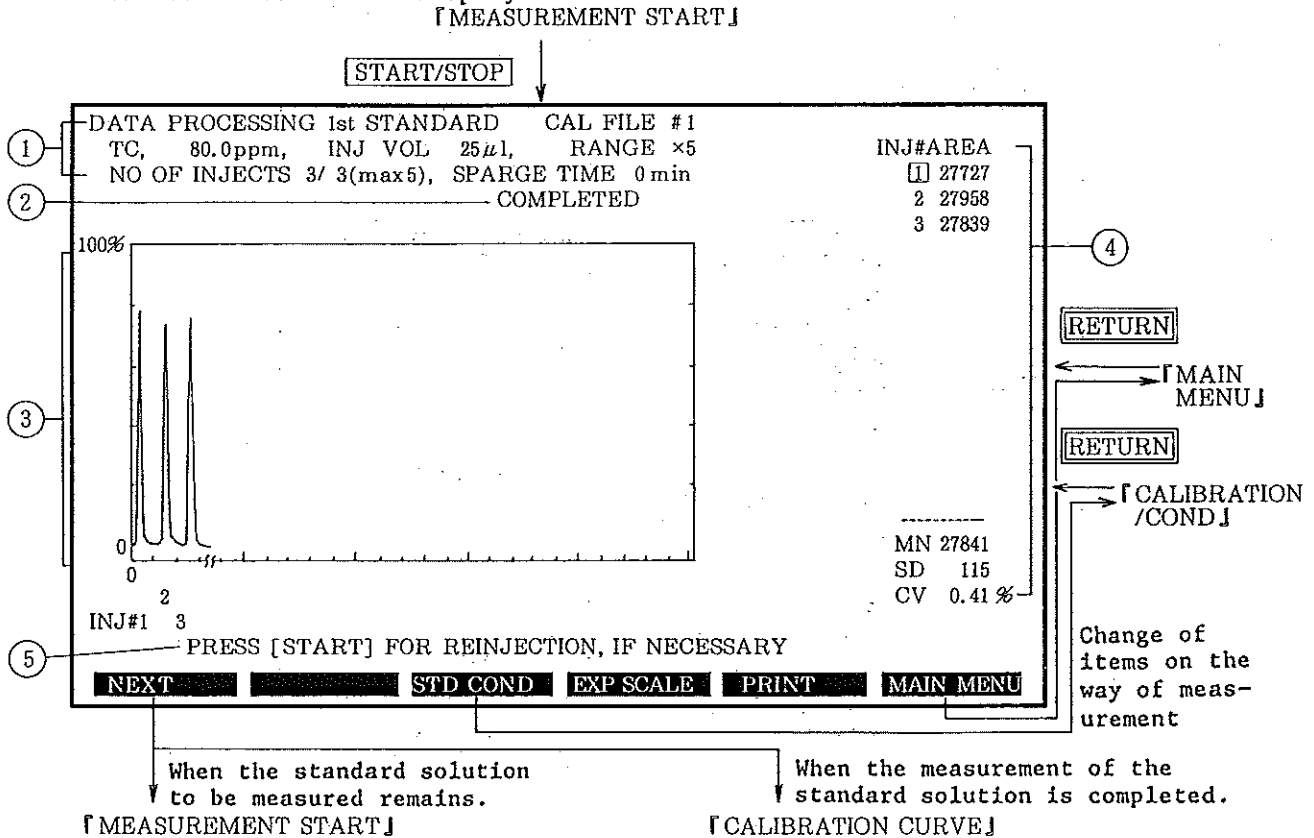 『MEASUREMENT START』
START/STOP
DATA PROCESSING 1st STANDARD CAL FILE #1
TC, 80.0ppm, INJ VOL 25μl, RANGE ×5
NO OF INJECTS 3/ 3(max5), SPARGE TIME 0min
COMPLETED
INJ#AREA
1 27727
2 27958
3 27839
①
②
③
④
⑤
100%
0
0
2
INJ#1 3
MN 27841
SD 115
CV 0.41%
PRESS [START] FOR REINJECTION, IF NECESSARY
NEXT STD COND EXP SCALE PRINT MAIN MENU
RETURN
『MAIN
MENU』
RETURN
『CALIBRATION
/COND』
Change of
items on the
way of meas-
urement
When the standard solution
to be measured remains.
『MEASUREMENT START』
When the measurement of the
standard solution is completed.
『CALIBRATION CURVE』